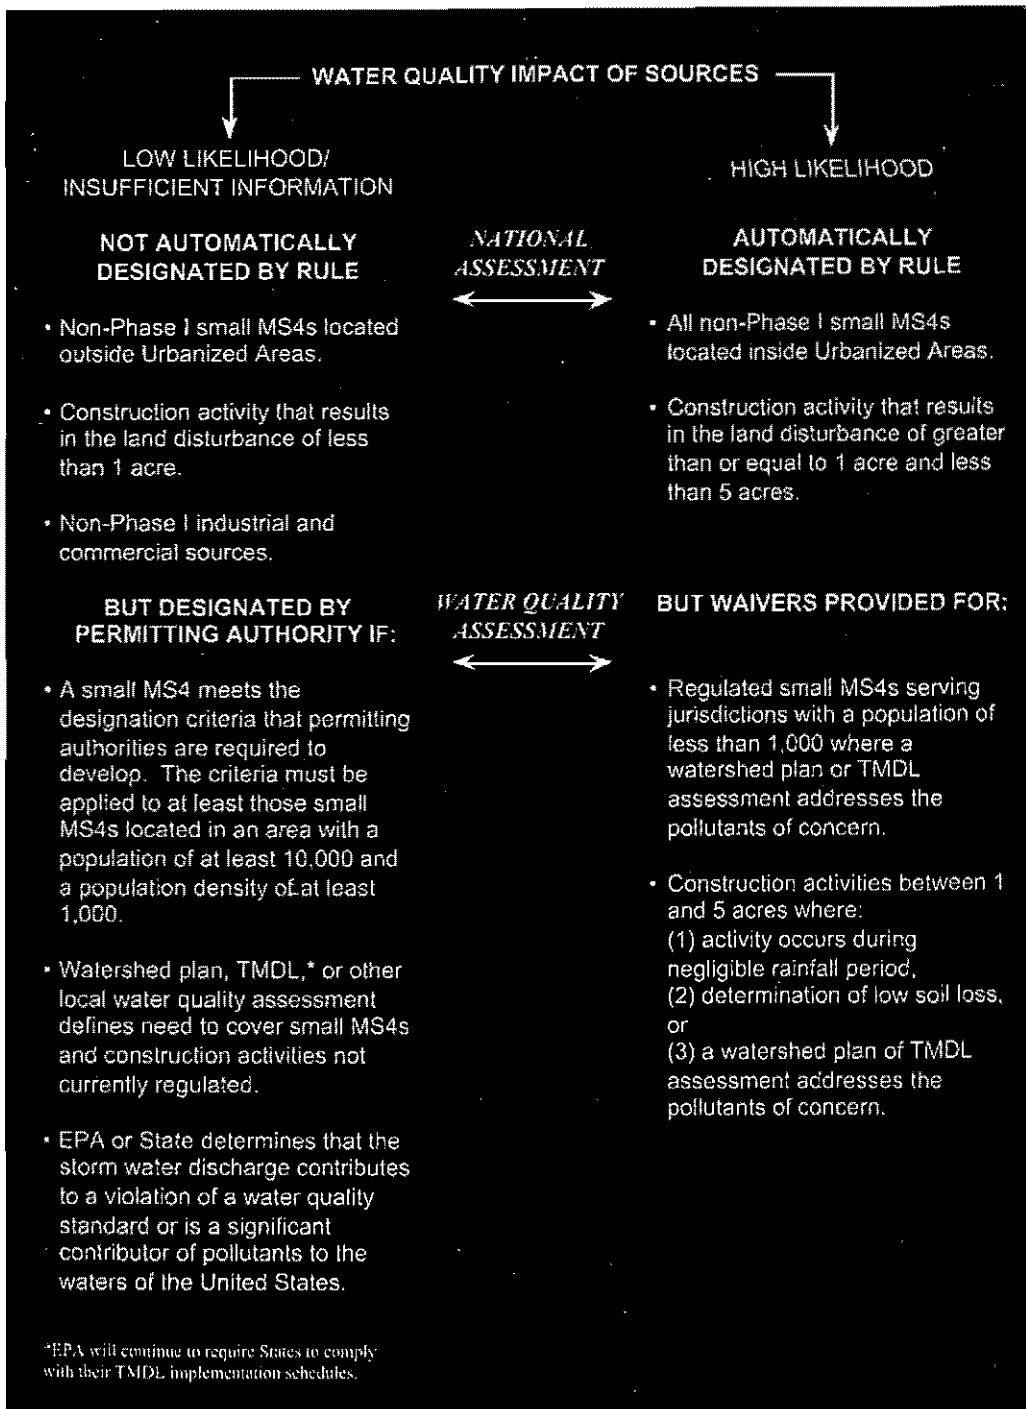 WATER QUALITY IMPACT OF SOURCES
LOW LIKELIHOOD/
INSUFFICIENT INFORMATION
HIGH LIKELIHOOD
NOT AUTOMATICALLY
DESIGNATED BY RULE
NATIONAL
ASSESSMENT
AUTOMATICALLY
DESIGNATED BY RULE
• Non-Phase I small MS4s located
outside Urbanized Areas.
• Construction activity that results
in the land disturbance of less
than 1 acre.
• Non-Phase I industrial and
commercial sources.
• All non-Phase I small MS4s
located inside Urbanized Areas.
• Construction activity that results
in the land disturbance of greater
than or equal to 1 acre and less
than 5 acres.
BUT DESIGNATED BY
PERMITTING AUTHORITY IF:
WATER QUALITY
ASSESSMENT
BUT WAIVERS PROVIDED FOR:
• A small MS4 meets the
designation criteria that permitting
authorities are required to
develop. The criteria must be
applied to at least those small
MS4s located in an area with a
population of at least 10,000 and
a population density of at least
1,000.
• Watershed plan, TMDL,* or other
local water quality assessment
defines need to cover small MS4s
and construction activities not
currently regulated.
• EPA or State determines that the
storm water discharge contributes
to a violation of a water quality
standard or is a significant
contributor of pollutants to the
waters of the United States.
• Regulated small MS4s serving
jurisdictions with a population of
less than 1,000 where a
watershed plan or TMDL
assessment addresses the
pollutants of concern.
• Construction activities between 1
and 5 acres where:
(1) activity occurs during
negligible rainfall period,
(2) determination of low soil loss,
or
(3) a watershed plan of TMDL
assessment addresses the
pollutants of concern.
*EPA will continue to require States to comply
with their TMDL implementation schedules.